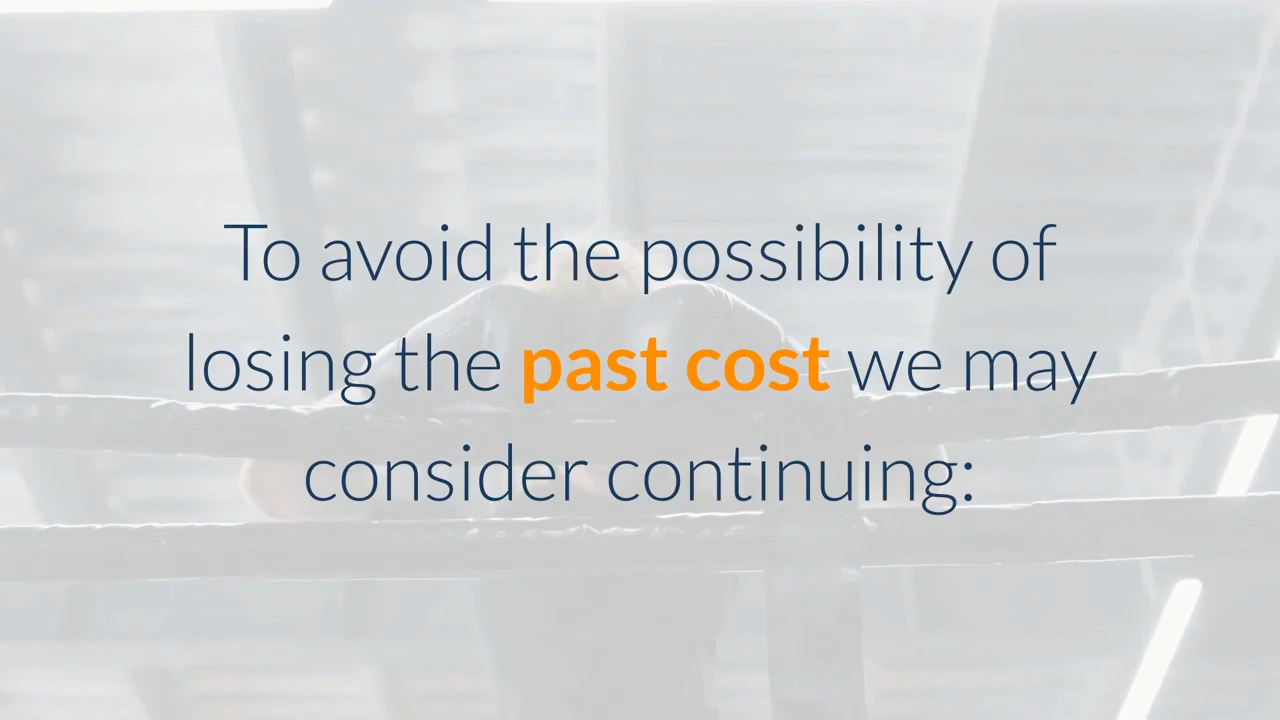 To avoid the possibility of
losing the past cost we may
consider continuing: